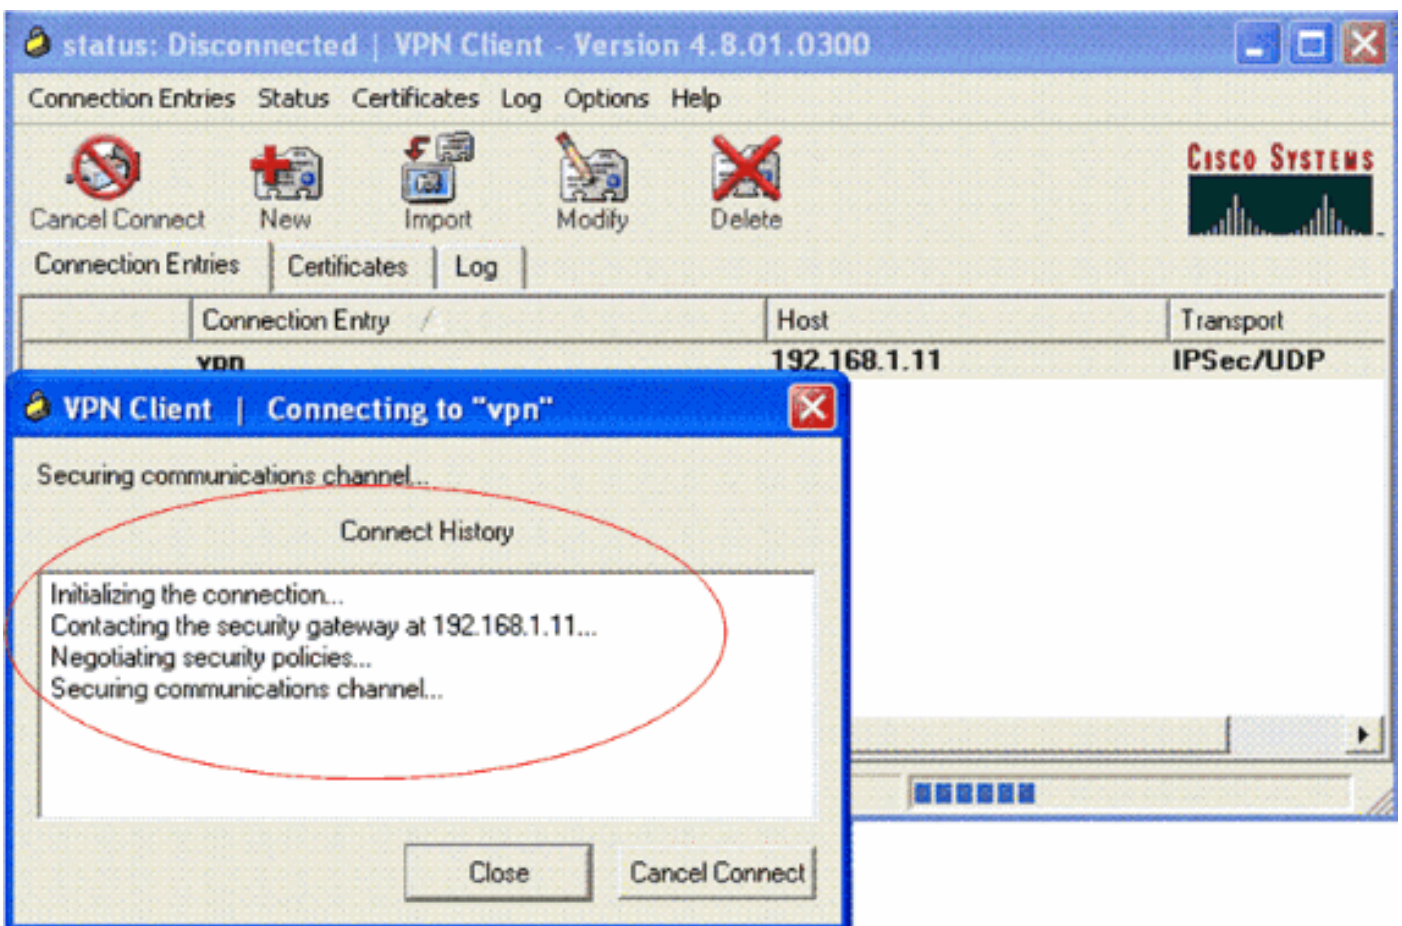 status: Disconnected | VPN Client - Version 4.8.01.0300
Connection Entries Status Certificates Log Options Help
Cancel Connect New Import Modify Delete
CISCO SYSTEMS
Connection Entries Certificates Log
Connection Entry Host Transport
vpn 192.168.1.11 IPSec/UDP
VPN Client | Connecting to "vpn"
Securing communications channel...
Connect History
Initializing the connection...
Contacting the security gateway at 192.168.1.11...
Negotiating security policies...
Securing communications channel...
Close Cancel Connect